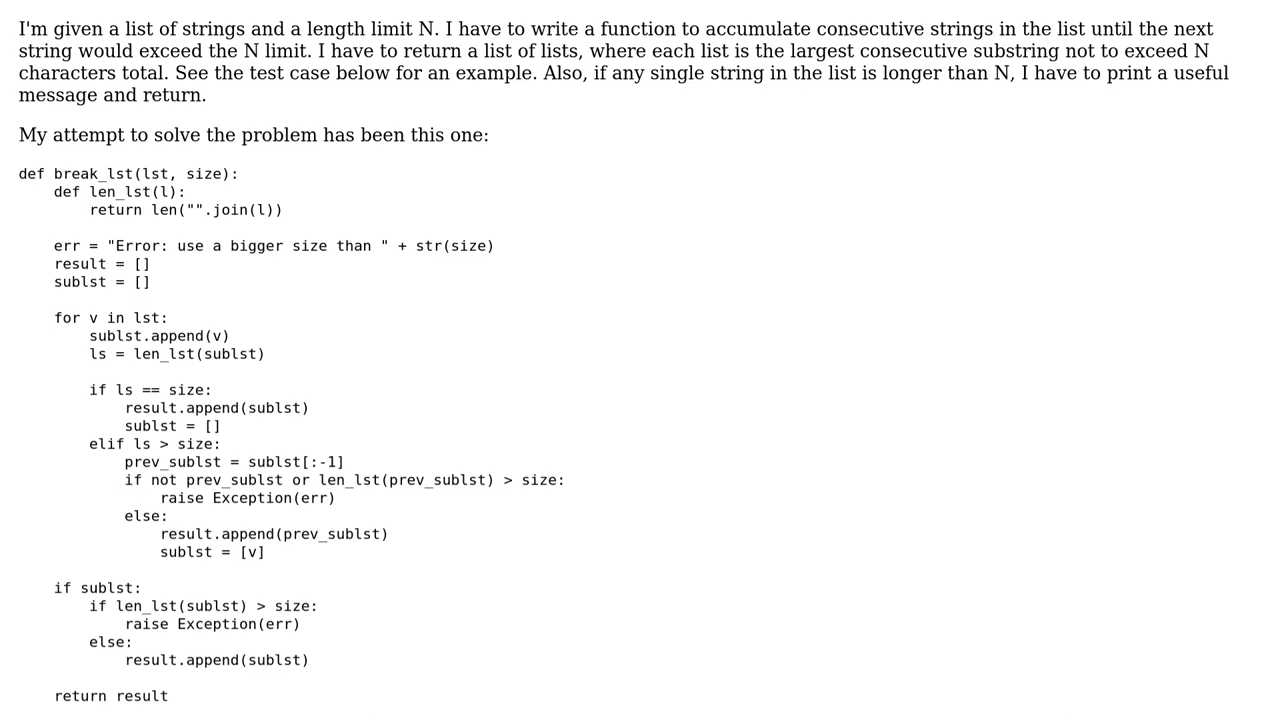 I'm given a list of strings and a length limit N. I have to write a function to accumulate consecutive strings in the list until the next
string would exceed the N limit. I have to return a list of lists, where each list is the largest consecutive substring not to exceed N
characters total. See the test case below for an example. Also, if any single string in the list is longer than N, I have to print a useful
message and return.

My attempt to solve the problem has been this one:

def break_lst(lst, size):
    def len_lst(l):
        return len("".join(l))

    err = "Error: use a bigger size than " + str(size)
    result = []
    sublst = []

    for v in lst:
        sublst.append(v)
        ls = len_lst(sublst)

        if ls == size:
            result.append(sublst)
            sublst = []
        elif ls > size:
            prev_sublst = sublst[:-1]
            if not prev_sublst or len_lst(prev_sublst) > size:
                raise Exception(err)
            else:
                result.append(prev_sublst)
                sublst = [v]

    if sublst:
        if len_lst(sublst) > size:
            raise Exception(err)
        else:
            result.append(sublst)

    return result